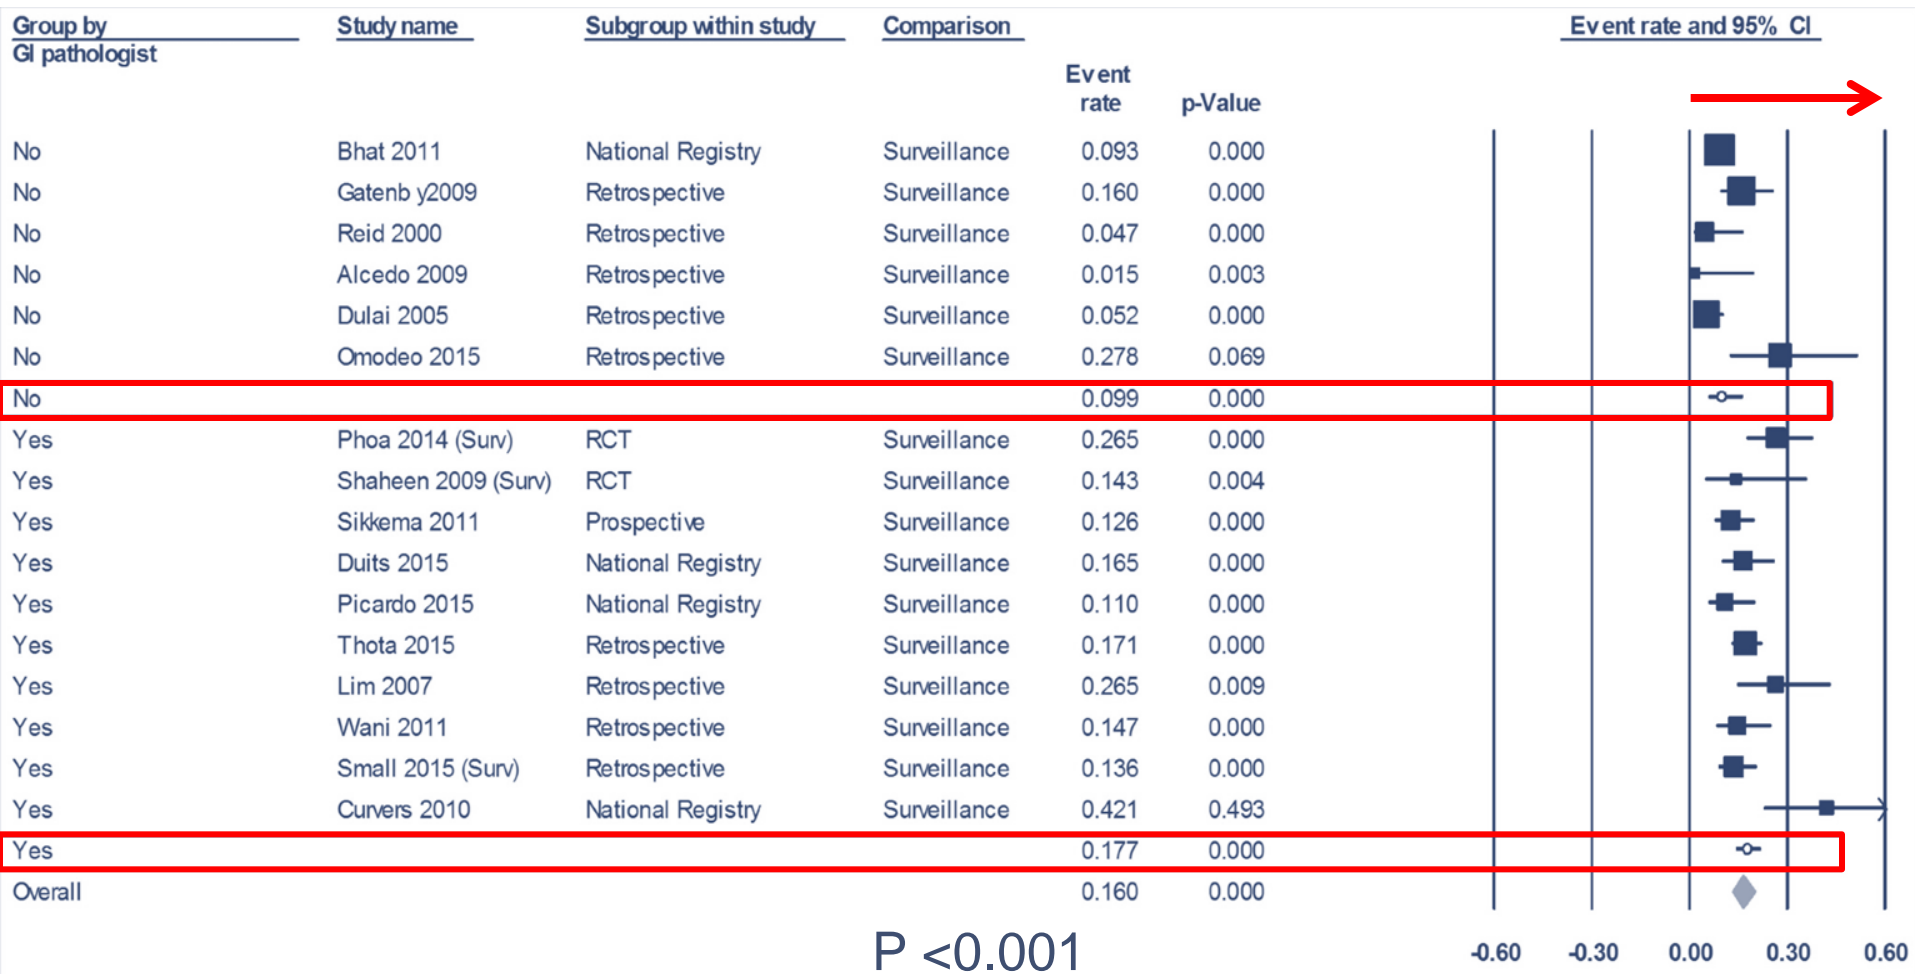 Group by Study name Subgroup within study Comparison Event rate and 95% CI
GI pathologist
Event
rate p-Value
No Bhat 2011 National Registry Surveillance 0.093 0.000
No Gatenb y2009 Retrospective Surveillance 0.160 0.000
No Reid 2000 Retrospective Surveillance 0.047 0.000
No Alcedo 2009 Retrospective Surveillance 0.015 0.003
No Dulai 2005 Retrospective Surveillance 0.052 0.000
No Omodeo 2015 Retrospective Surveillance 0.278 0.069
No 0.099 0.000
Yes Phoa 2014 (Surv) RCT Surveillance 0.265 0.000
Yes Shaheen 2009 (Surv) RCT Surveillance 0.143 0.004
Yes Sikkema 2011 Prospective Surveillance 0.126 0.000
Yes Duits 2015 National Registry Surveillance 0.165 0.000
Yes Picardo 2015 National Registry Surveillance 0.110 0.000
Yes Thota 2015 Retrospective Surveillance 0.171 0.000
Yes Lim 2007 Retrospective Surveillance 0.265 0.009
Yes Wani 2011 Retrospective Surveillance 0.147 0.000
Yes Small 2015 (Surv) Retrospective Surveillance 0.136 0.000
Yes Curvers 2010 National Registry Surveillance 0.421 0.493
Yes 0.177 0.000
Overall 0.160 0.000
P <0.001
-0.60 -0.30 0.00 0.30 0.60